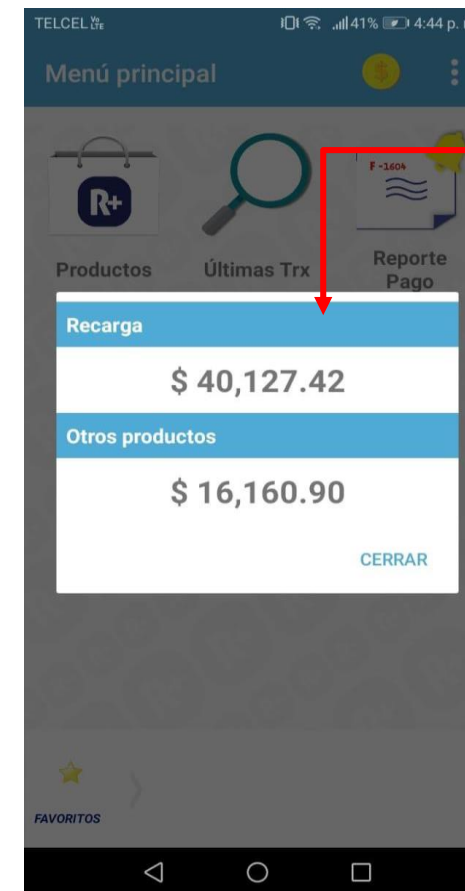 TELCEL 41% 4:44 p.
Menú principal
R+
F-1604
Productos
Últimas Trx
Reporte
Pago
Recarga
$ 40,127.42
Otros productos
$ 16,160.90
CERRAR
FAVORITOS